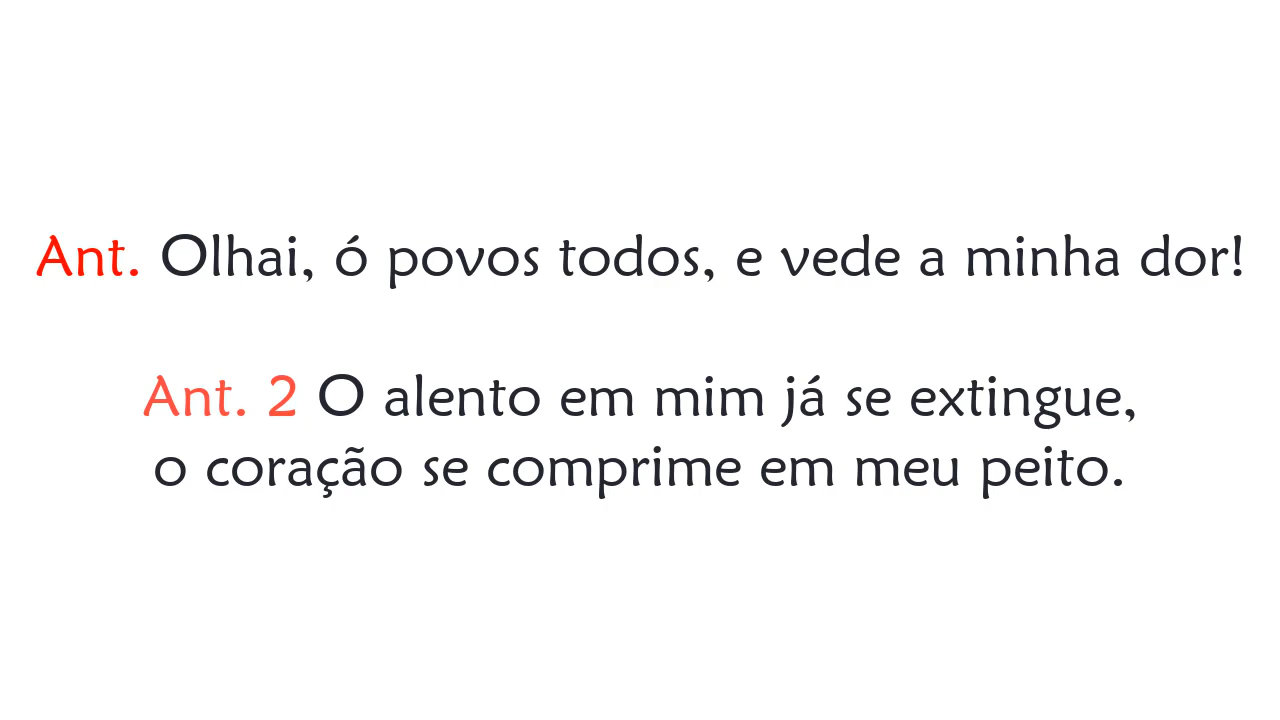 Ant. Olhai, ó povos todos, e vede a minha dor!
Ant. 2 O alento em mim já se extingue,
o coração se comprime em meu peito.